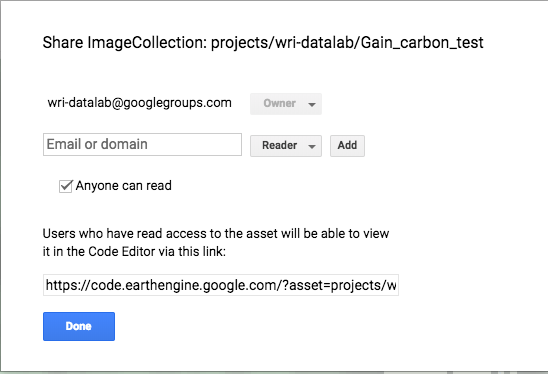 Share ImageCollection: projects/wri-datalab/Gain_carbon_test
wri-datalab@googlegroups.com Owner
Email or domain Reader Add
Anyone can read
Users who have read access to the asset will be able to view
it in the Code Editor via this link:
https://code.earthengine.google.com/?asset=projects/w
Done